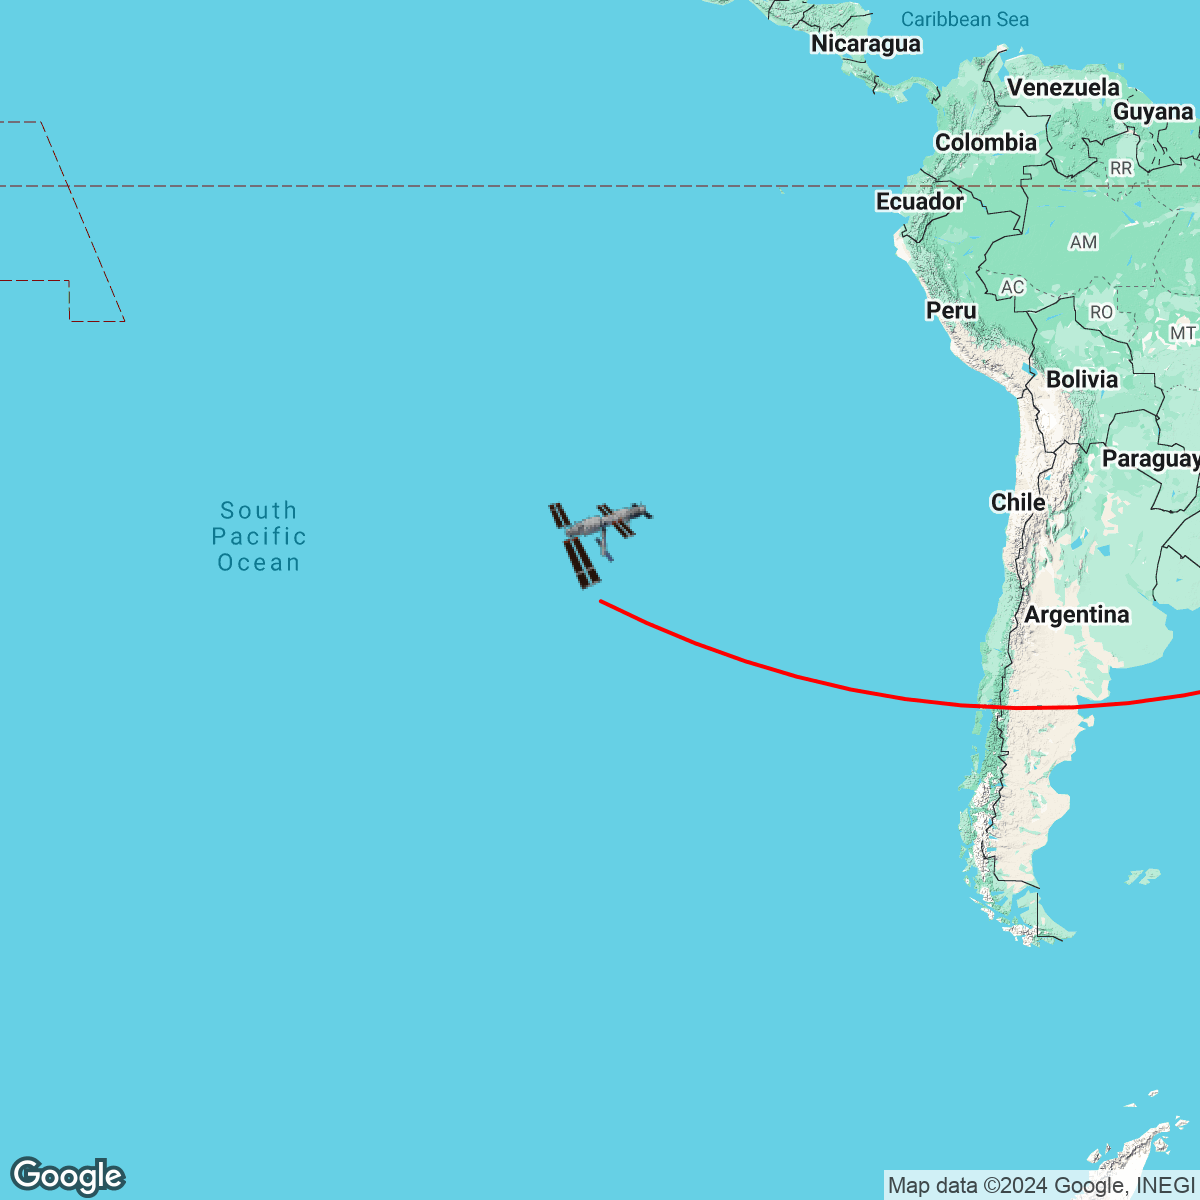 Caribbean Sea
Nicaragua
Venezuela
Guyana
Colombia
RR
Ecuador
AM
AC
Peru
RO
MT
Bolivia
Paraguay
Chile
South
Pacific
Ocean
Argentina
Google
Map data ©2024 Google, INEGI